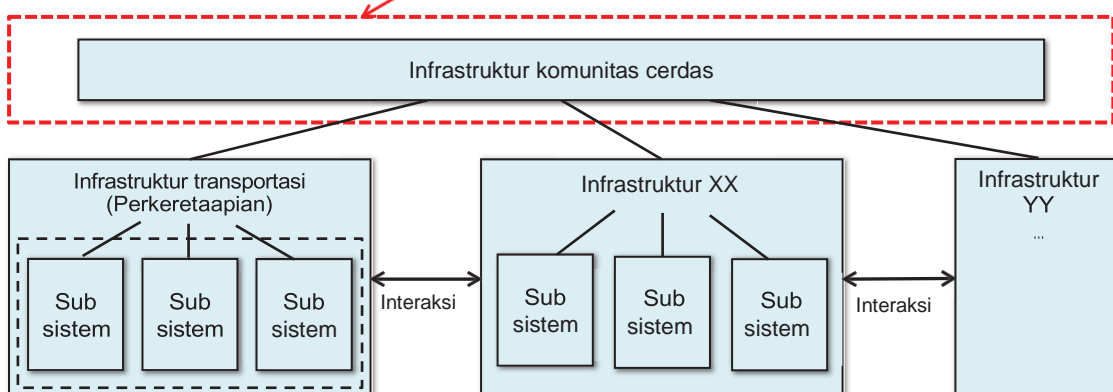 Infrastruktur komunitas cerdas
Infrastruktur transportasi
(Perkeretaapian)
Sub
sistem
Sub
sistem
Sub
sistem
Interaksi
Infrastruktur XX
Sub
sistem
Sub
sistem
Sub
sistem
Interaksi
Infrastruktur
YY
...